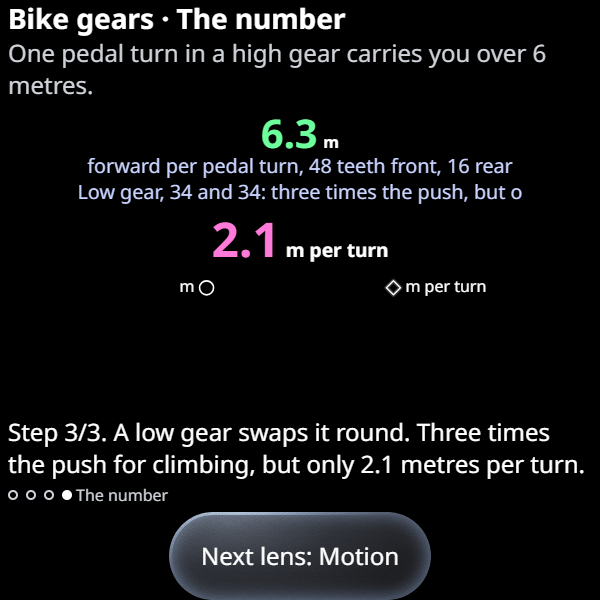 Bike gears · The number
One pedal turn in a high gear carries you over 6
metres.
6.3 m
forward per pedal turn, 48 teeth front, 16 rear
Low gear, 34 and 34: three times the push, but o
2.1 m per turn
m
m per turn
Step 3/3. A low gear swaps it round. Three times
the push for climbing, but only 2.1 metres per turn.
The number
Next lens: Motion